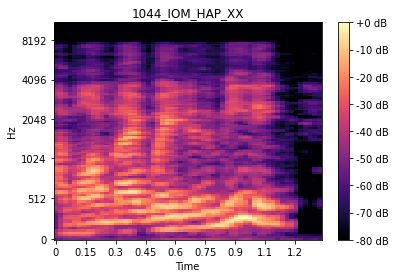 1044_IOM_HAP_XX
+0 dB
8192
-10 dB
4096
-20 dB
-30 dB
2048
Hz
-40 dB
1024
-50 dB
512
-60 dB
-70 dB
0
-80 dB
0 0.15 0.3 0.45 0.6 0.75 0.9 1.1 1.2
Time